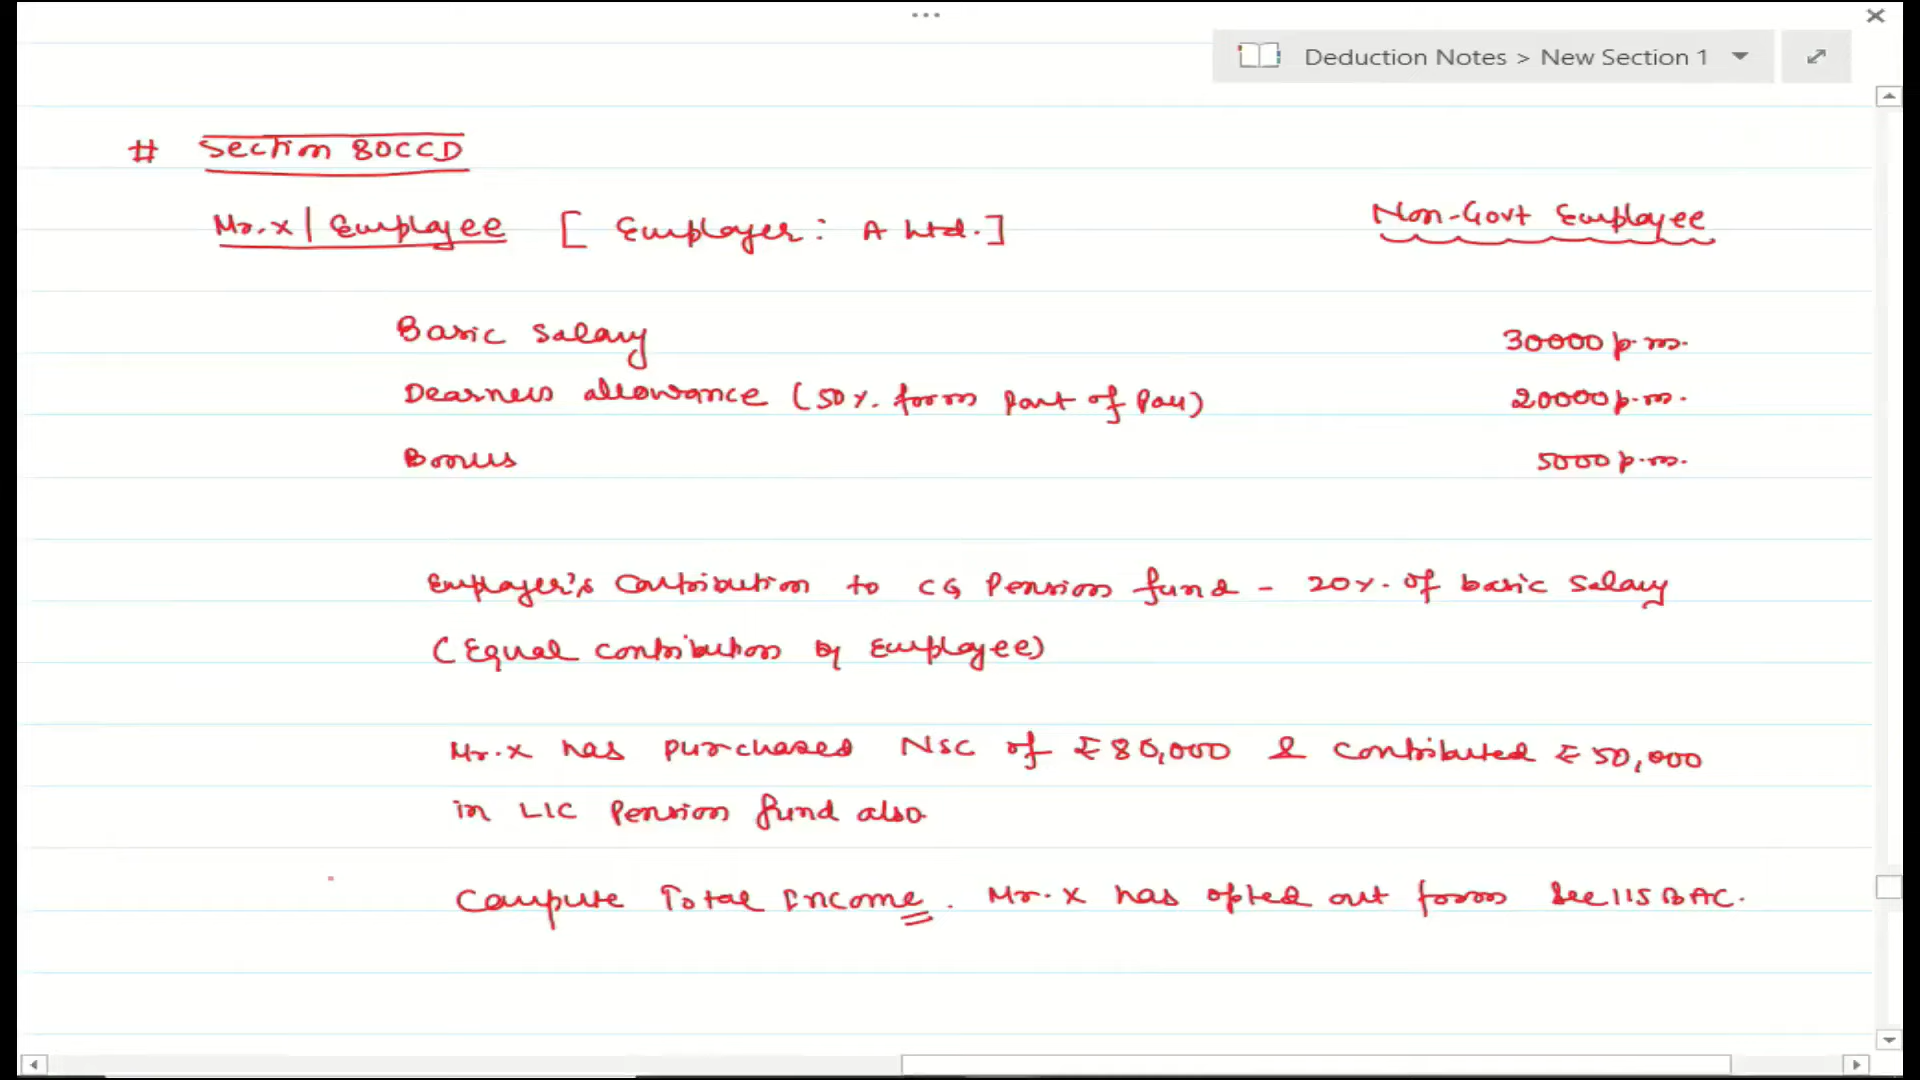 Deduction Notes > New Section 1
# Section 80CCD
Mr. X | Employee [ Employer : A Ltd. ] Non-Govt Employee
Basic Salary 30000 p.m.
Dearness allowance (50%. form part of pay) 20000 p.m.
Bonus 5000 p.m.
Employer's Contribution to CG Pension fund - 20%. of basic Salary
(Equal contribution by Employee)
Mr. X has purchased NSC of ₹ 80,000 & contributed ₹ 50,000
in LIC Pension fund also
Compute Total Income. Mr. X has opted out form Sec 115 BAC.